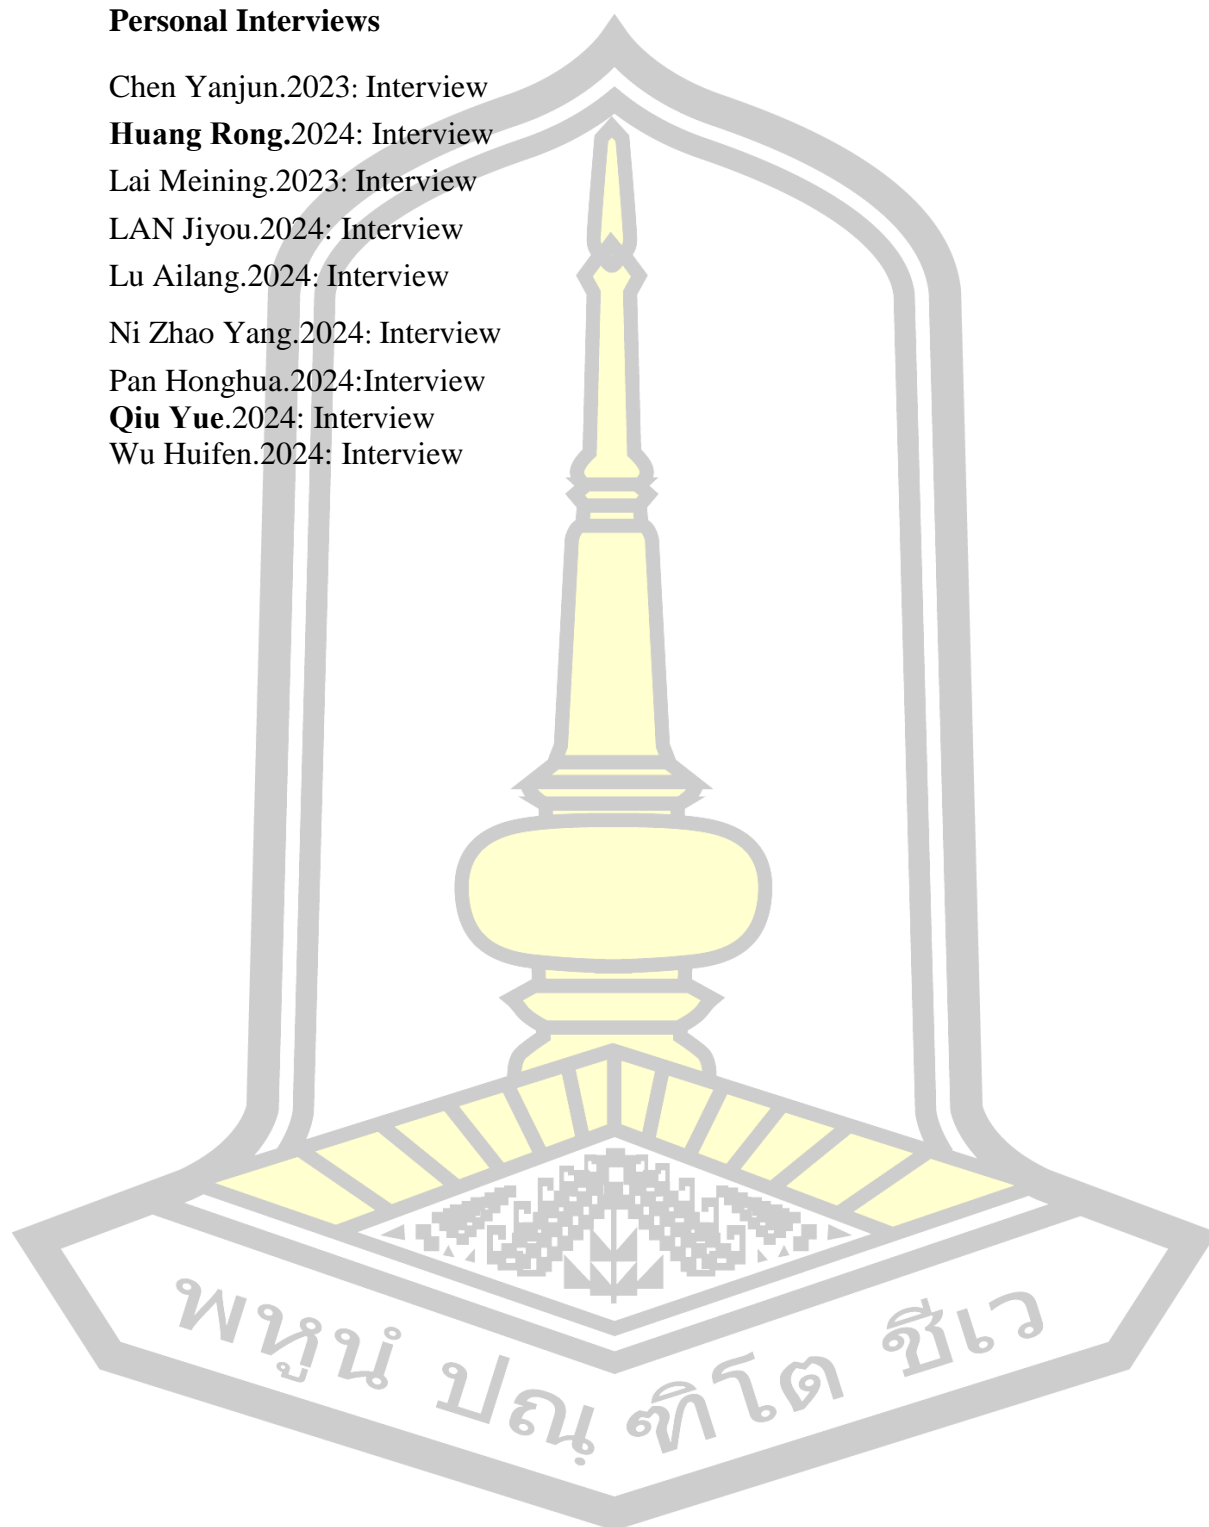 Personal Interviews
Chen Yanjun.2023: Interview
Huang Rong.2024: Interview
Lai Meining.2023: Interview
LAN Jiyou.2024: Interview
Lu Ailang.2024: Interview
Ni Zhao Yang.2024: Interview
Pan Honghua.2024:Interview
Qiu Yue.2024: Interview
Wu Huifen.2024: Interview
พหูนํ ปณฺฑิโต ชีเว